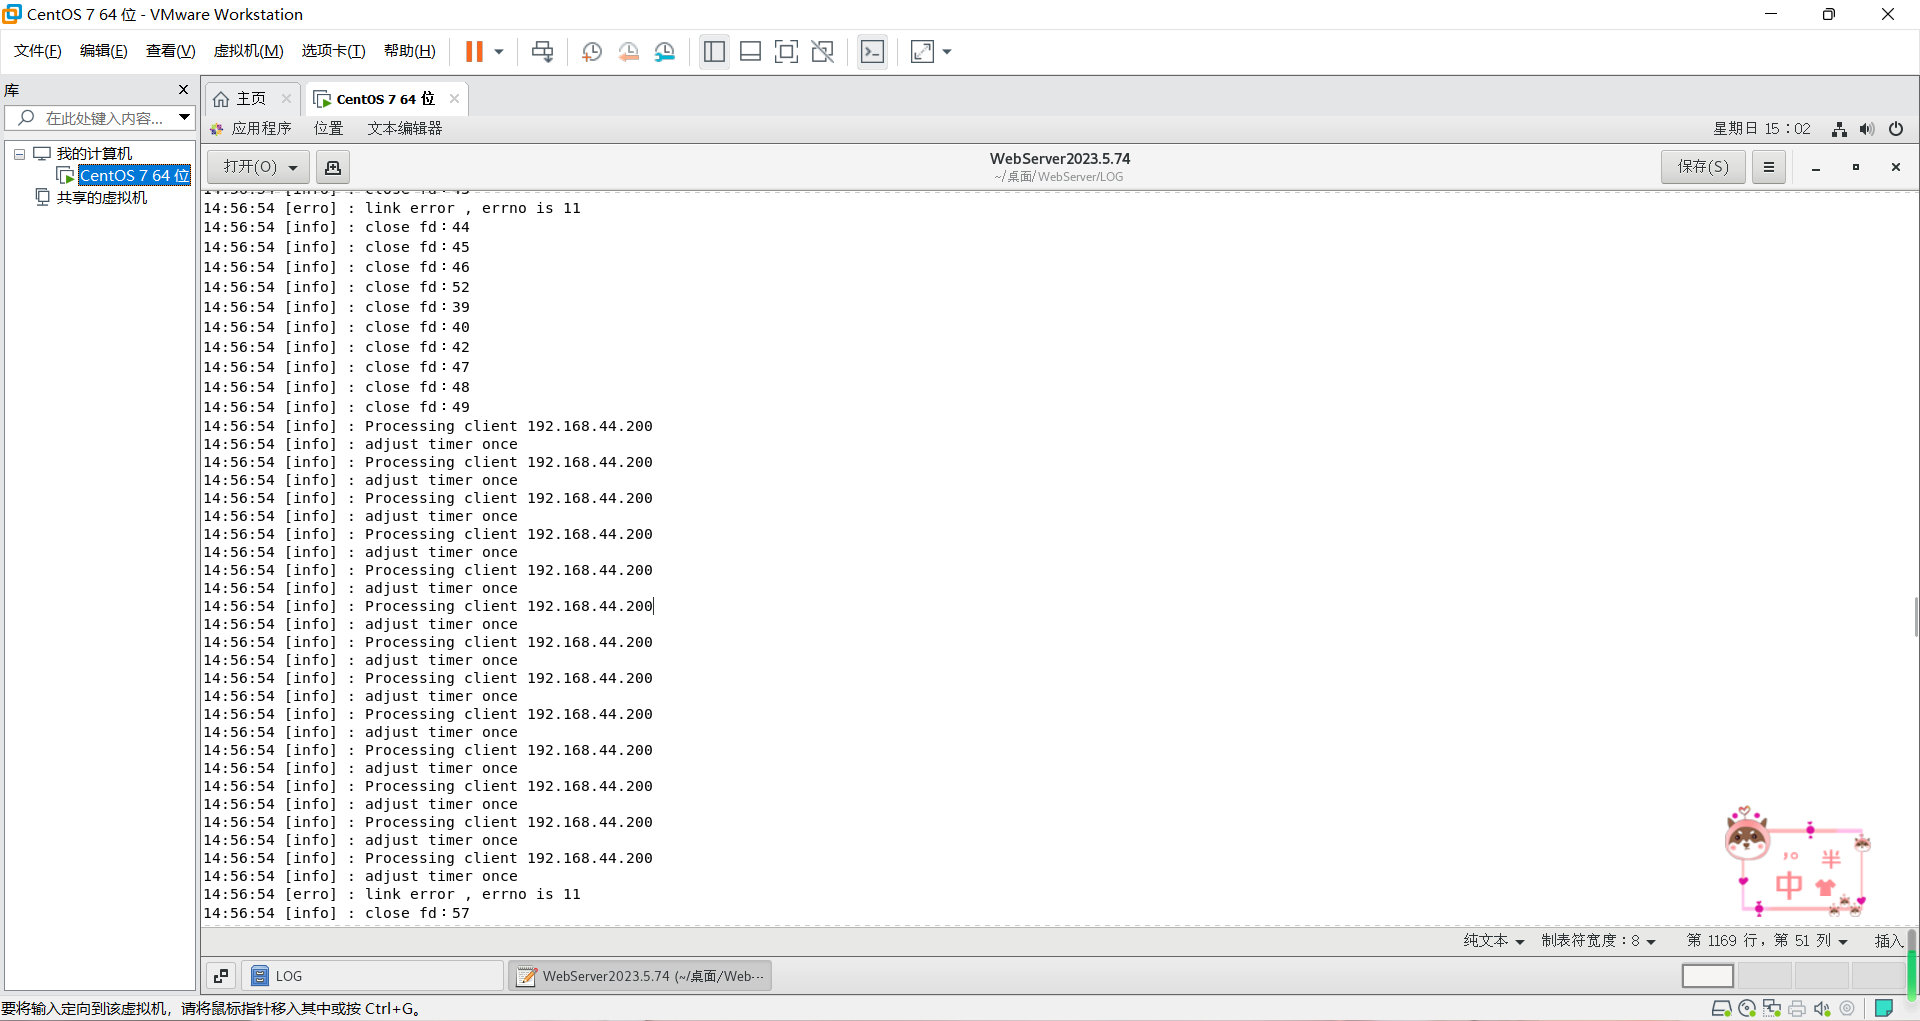 CentOS 7 64 位 - VMware Workstation
文件(F) 编辑(E) 查看(V) 虚拟机(M) 选项卡(T) 帮助(H)
库
在此处键入内容...
我的计算机
CentOS 7 64 位
共享的虚拟机
主页
CentOS 7 64 位
应用程序 位置 文本编辑器
星期日 15：02
打开(O)
WebServer2023.5.74
~/桌面/WebServer/LOG
保存(S)
14:56:54 [info] : close fd：43
14:56:54 [erro] : link error , errno is 11
14:56:54 [info] : close fd：44
14:56:54 [info] : close fd：45
14:56:54 [info] : close fd：46
14:56:54 [info] : close fd：52
14:56:54 [info] : close fd：39
14:56:54 [info] : close fd：40
14:56:54 [info] : close fd：42
14:56:54 [info] : close fd：47
14:56:54 [info] : close fd：48
14:56:54 [info] : close fd：49
14:56:54 [info] : Processing client 192.168.44.200
14:56:54 [info] : adjust timer once
14:56:54 [info] : Processing client 192.168.44.200
14:56:54 [info] : adjust timer once
14:56:54 [info] : Processing client 192.168.44.200
14:56:54 [info] : adjust timer once
14:56:54 [info] : Processing client 192.168.44.200
14:56:54 [info] : adjust timer once
14:56:54 [info] : Processing client 192.168.44.200
14:56:54 [info] : adjust timer once
14:56:54 [info] : Processing client 192.168.44.200
14:56:54 [info] : adjust timer once
14:56:54 [info] : Processing client 192.168.44.200
14:56:54 [info] : adjust timer once
14:56:54 [info] : Processing client 192.168.44.200
14:56:54 [info] : adjust timer once
14:56:54 [info] : Processing client 192.168.44.200
14:56:54 [info] : adjust timer once
14:56:54 [info] : Processing client 192.168.44.200
14:56:54 [info] : adjust timer once
14:56:54 [info] : Processing client 192.168.44.200
14:56:54 [info] : adjust timer once
14:56:54 [info] : Processing client 192.168.44.200
14:56:54 [info] : adjust timer once
14:56:54 [info] : Processing client 192.168.44.200
14:56:54 [info] : adjust timer once
14:56:54 [erro] : link error , errno is 11
14:56:54 [info] : close fd：57
半
中
纯文本 制表符宽度：8 第 1169 行，第 51 列 插入
LOG
WebServer2023.5.74 (~/桌面/Web···
要将输入定向到该虚拟机，请将鼠标指针移入其中或按 Ctrl+G。